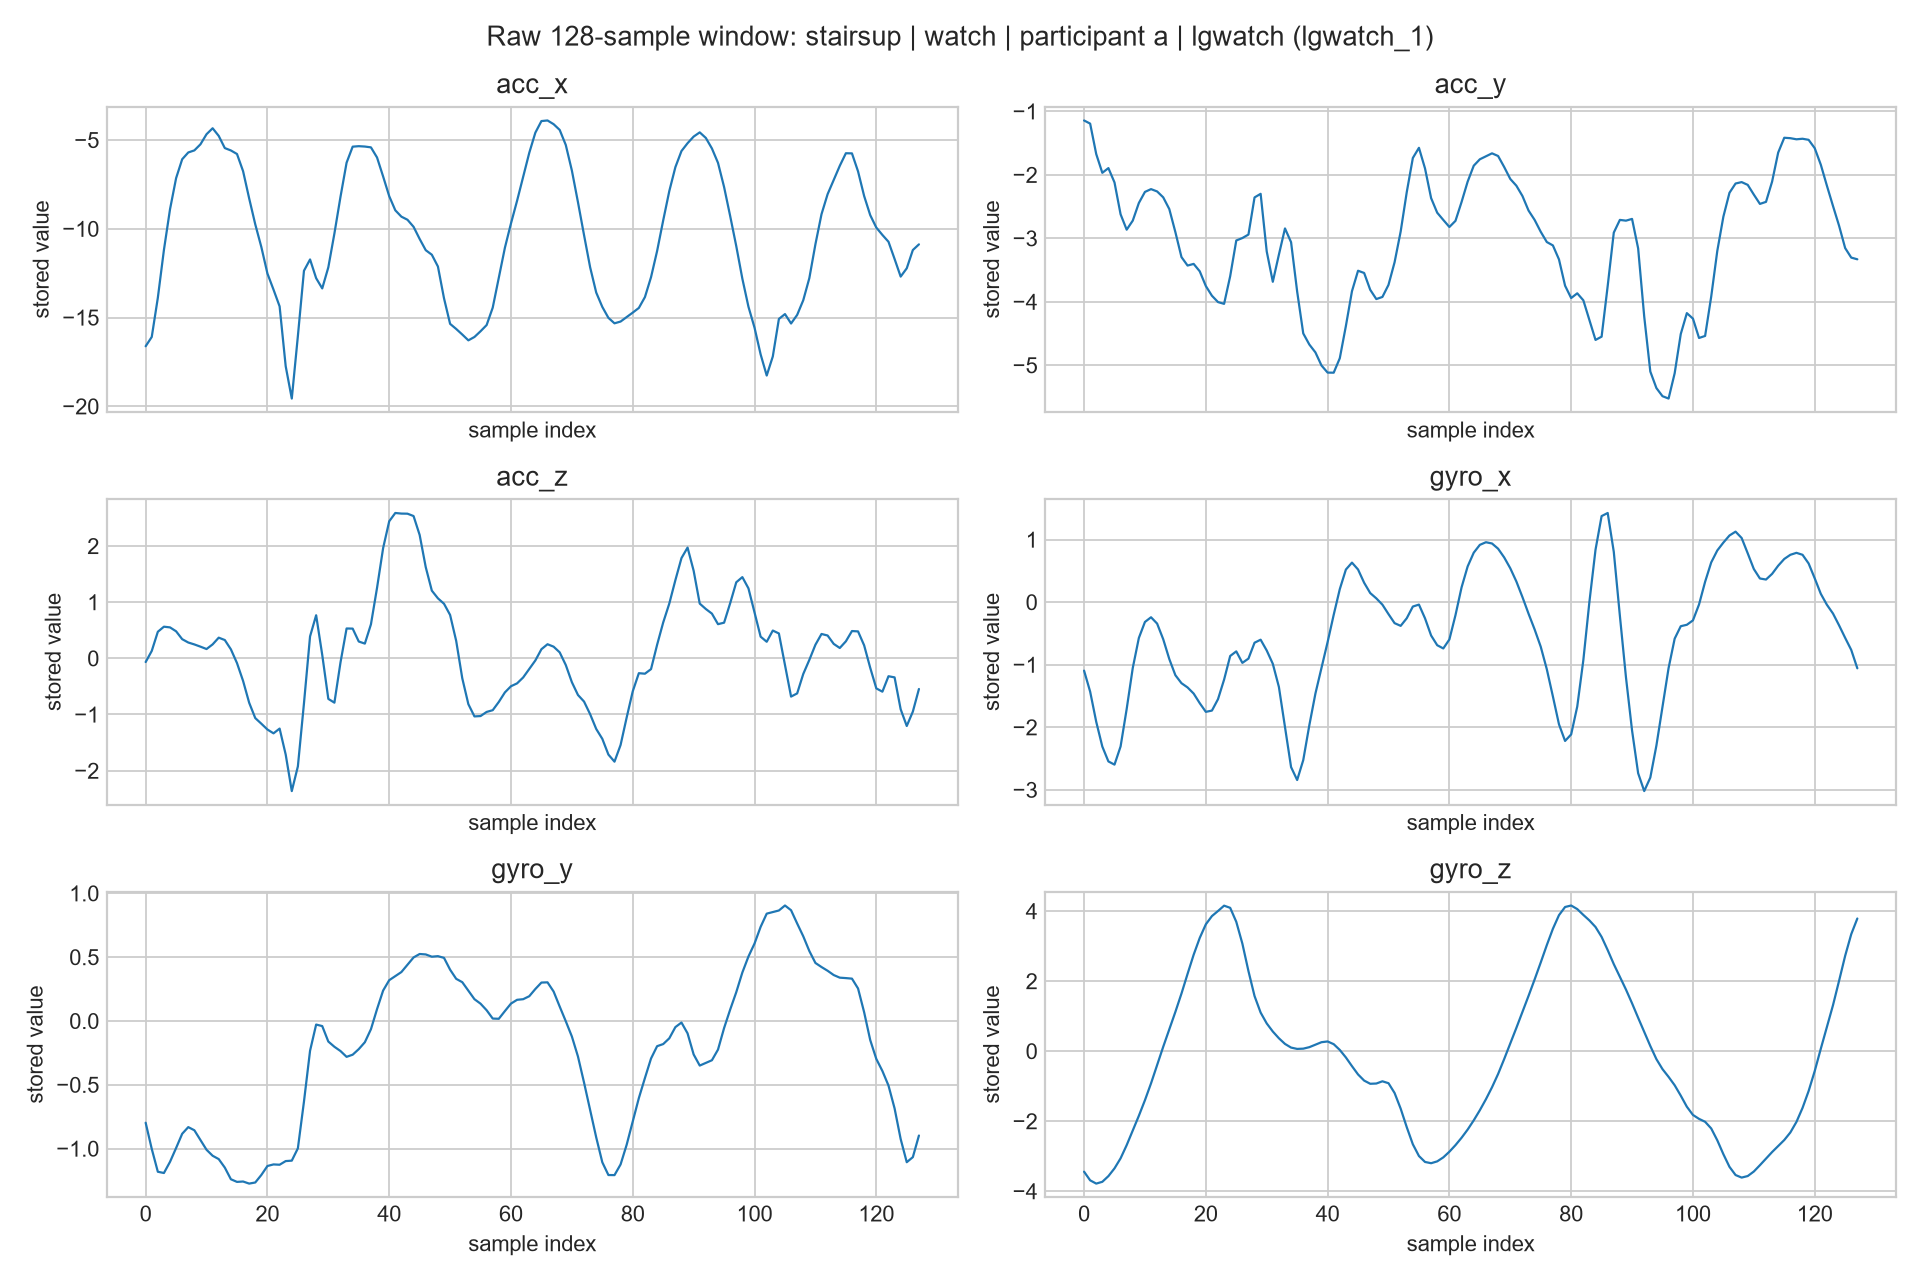 Raw 128-sample window: stairsup | watch | participant a | lgwatch (lgwatch_1)
acc_x
stored value
−5
−10
−15
−20
sample index
acc_y
stored value
−1
−2
−3
−4
−5
sample index
acc_z
stored value
2
1
0
−1
−2
sample index
gyro_x
stored value
1
0
−1
−2
−3
sample index
gyro_y
stored value
1.0
0.5
0.0
−0.5
−1.0
0 20 40 60 80 100 120
sample index
gyro_z
stored value
4
2
0
−2
−4
0 20 40 60 80 100 120
sample index